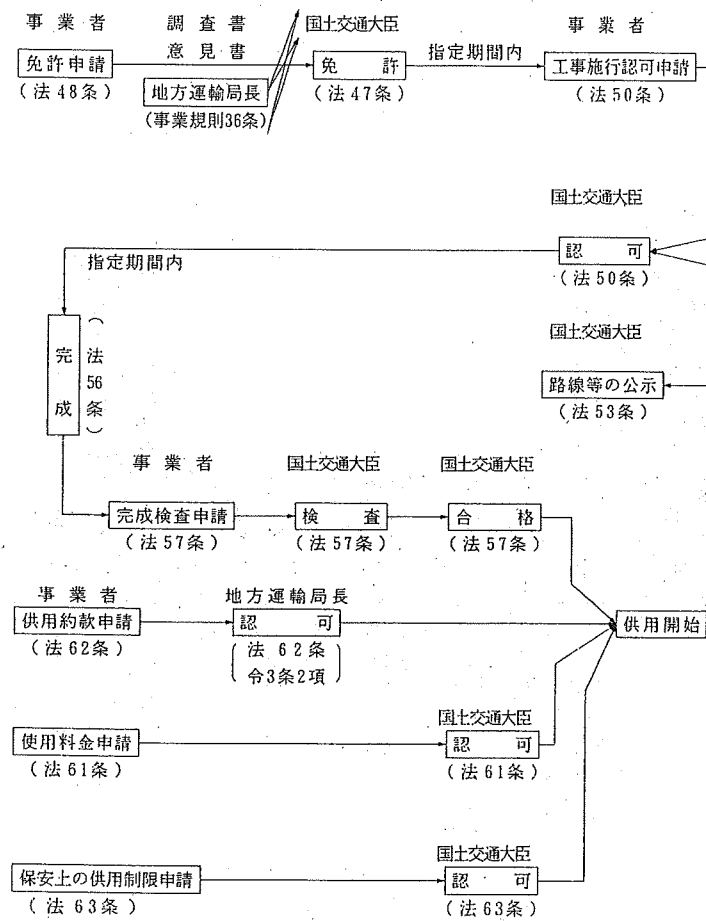 事業者
調査書
国土交通大臣
事業者
意見書
指定期間内
免許申請
免許
工事施行認可申請
(法48条)
地方運輸局長
(法47条)
(法50条)
(事業規則36条)
国土交通大臣
認可
指定期間内
(法50条)
国土交通大臣
完成
(法56条)
路線等の公示
(法53条)
事業者
国土交通大臣
国土交通大臣
完成検査申請
検査
合格
(法57条)
(法57条)
(法57条)
事業者
地方運輸局長
供用約款申請
認可
供用開始
(法62条)
(法62条
令3条2項)
国土交通大臣
使用料金申請
認可
(法61条)
(法61条)
国土交通大臣
保安上の供用制限申請
認可
(法63条)
(法63条)